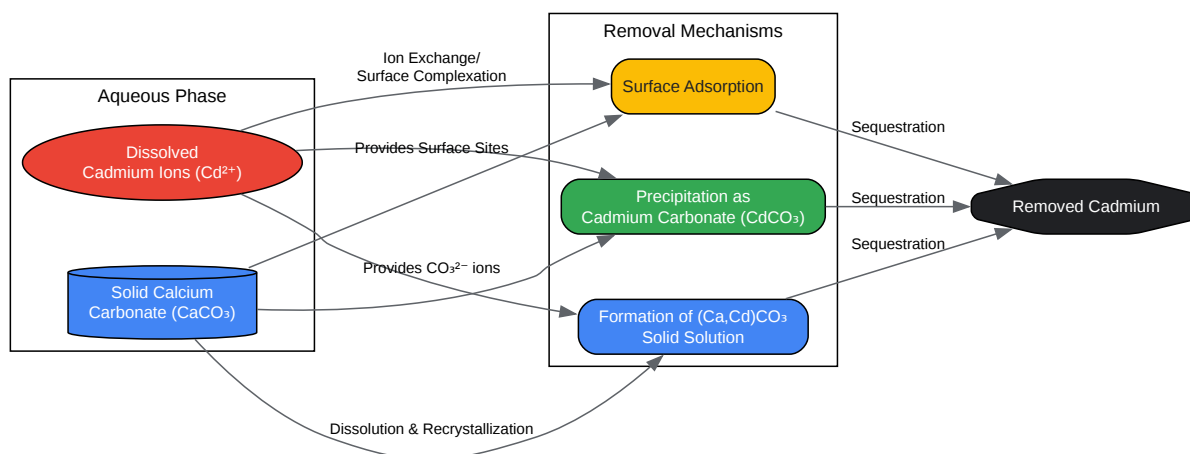 Aqueous Phase
Dissolved
Cadmium Ions (Cd²⁺)
Solid Calcium
Carbonate (CaCO₃)
Ion Exchange/
Surface Complexation
Provides Surface Sites
Provides CO₃²⁻ ions
Dissolution & Recrystallization
Removal Mechanisms
Surface Adsorption
Precipitation as
Cadmium Carbonate (CdCO₃)
Formation of (Ca,Cd)CO₃
Solid Solution
Sequestration
Sequestration
Sequestration
Removed Cadmium